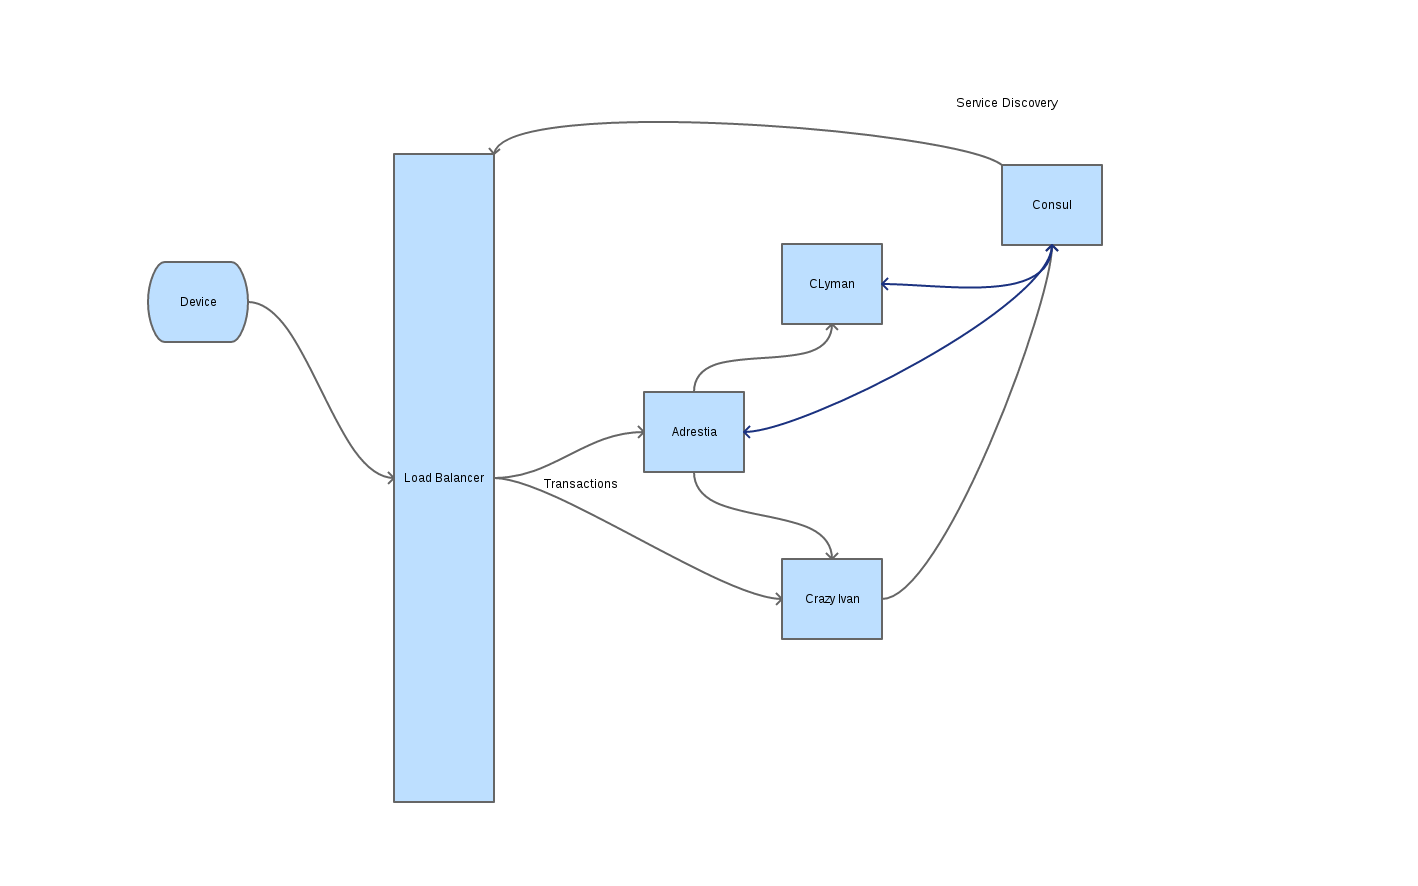 Service Discovery
Consul
CLyman
Device
Adrestia
Load Balancer
Transactions
Crazy Ivan